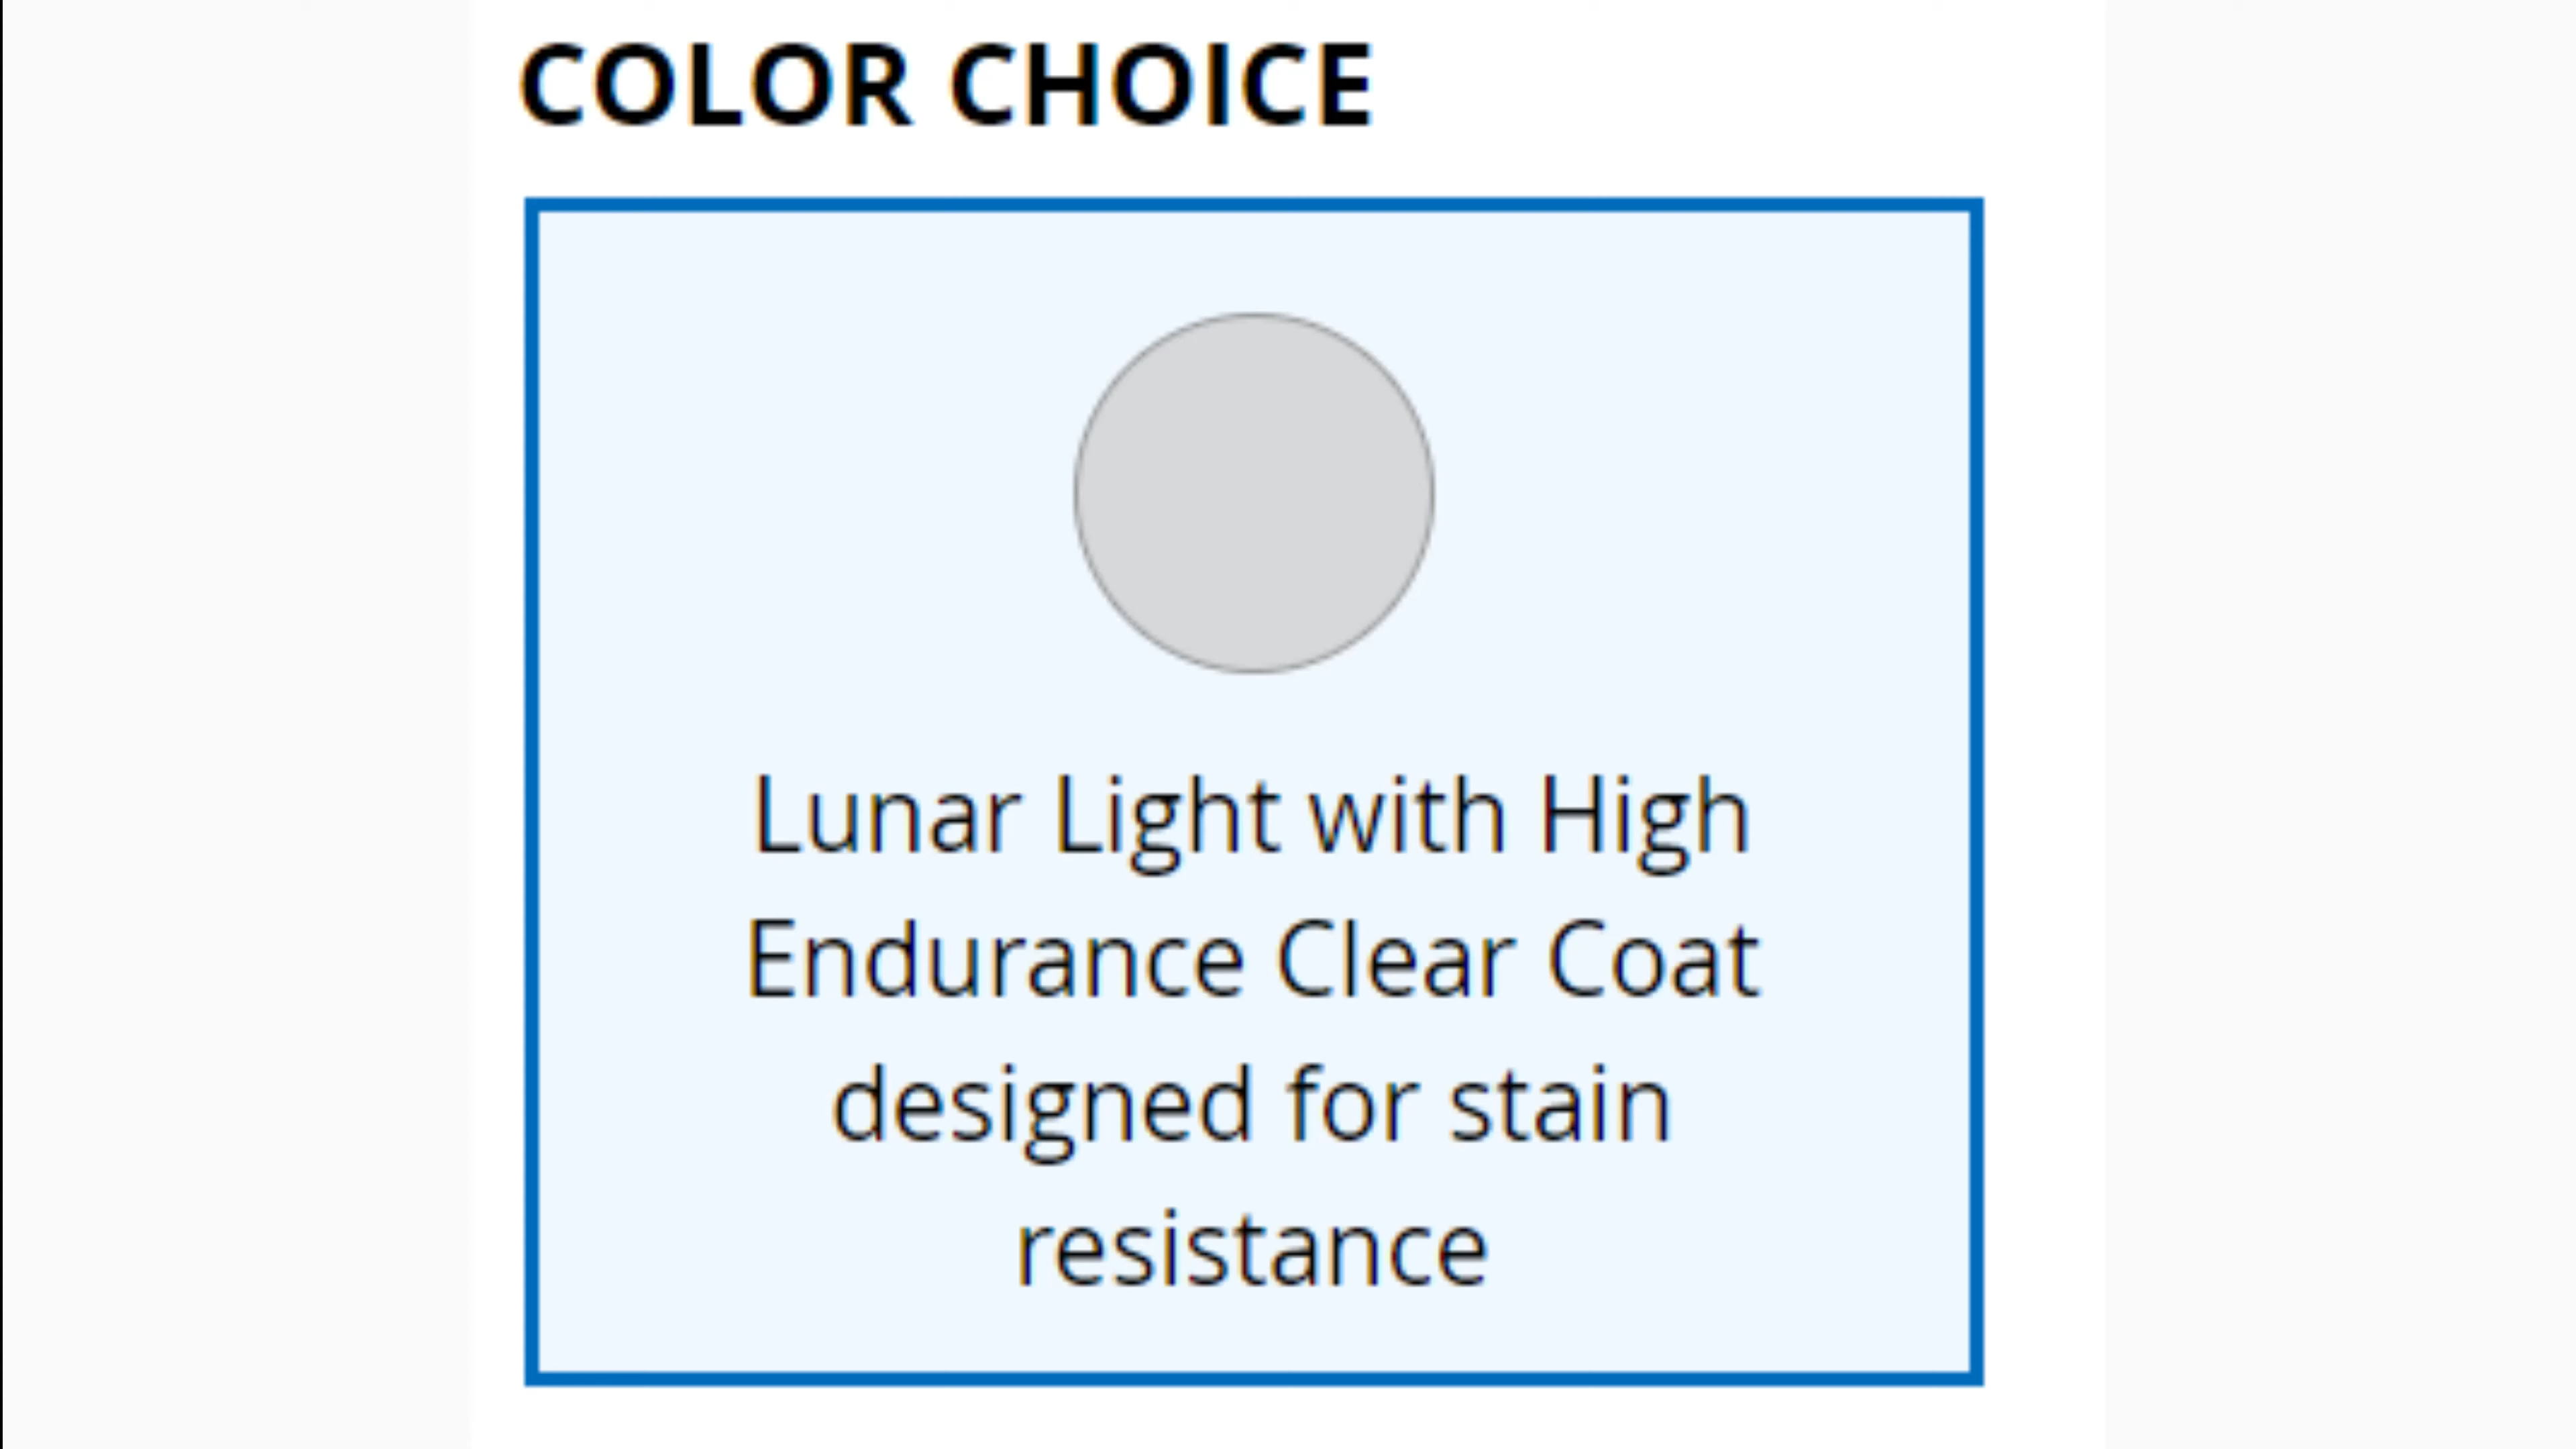 COLOR CHOICE
Lunar Light with High
Endurance Clear Coat
designed for stain
resistance